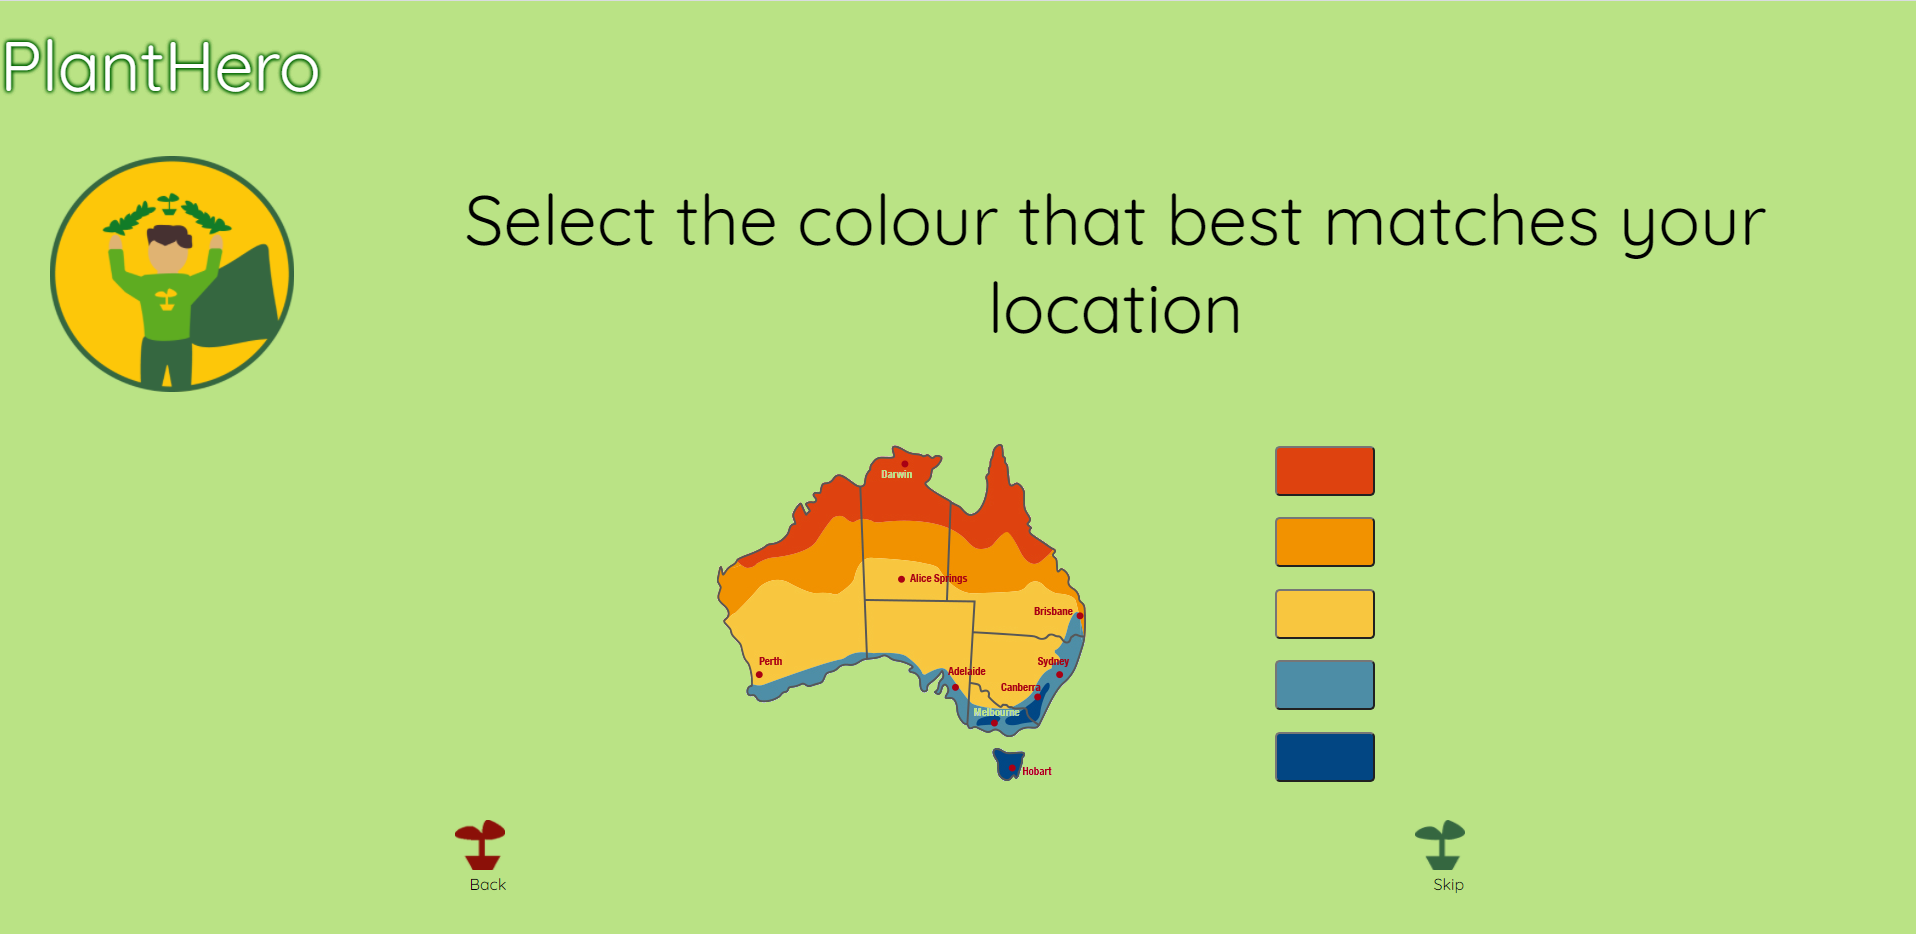 PlantHero
Select the colour that best matches your
location
Darwin
Alice Springs
Brisbane
Perth
Sydney
Adelaide
Canberra
Melbourne
Hobart
Back
Skip